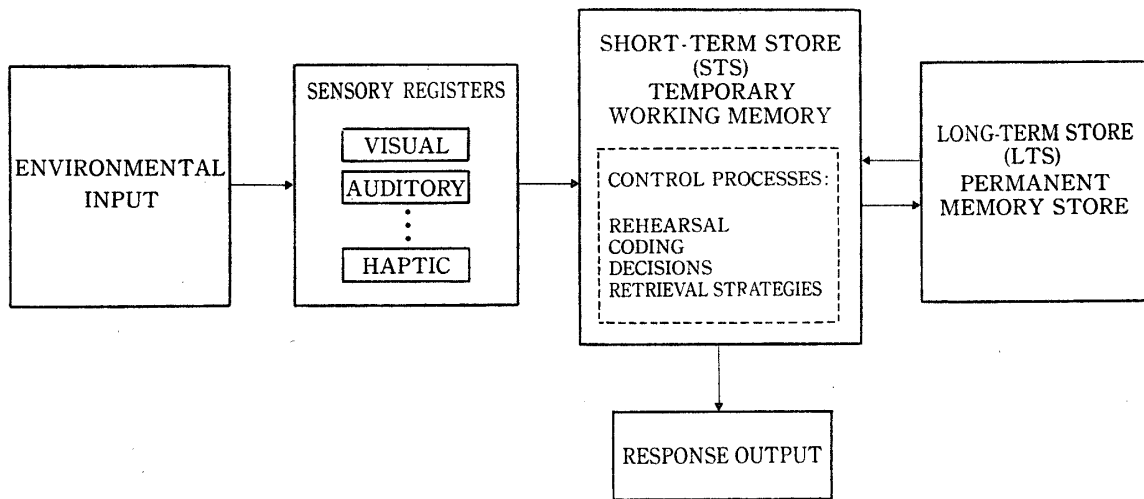 ENVIRONMENTAL
INPUT
SENSORY REGISTERS
VISUAL
AUDITORY
HAPTIC
SHORT-TERM STORE
(STS)
TEMPORARY
WORKING MEMORY
CONTROL PROCESSES:
REHEARSAL
CODING
DECISIONS
RETRIEVAL STRATEGIES
LONG-TERM STORE
(LTS)
PERMANENT
MEMORY STORE
RESPONSE OUTPUT